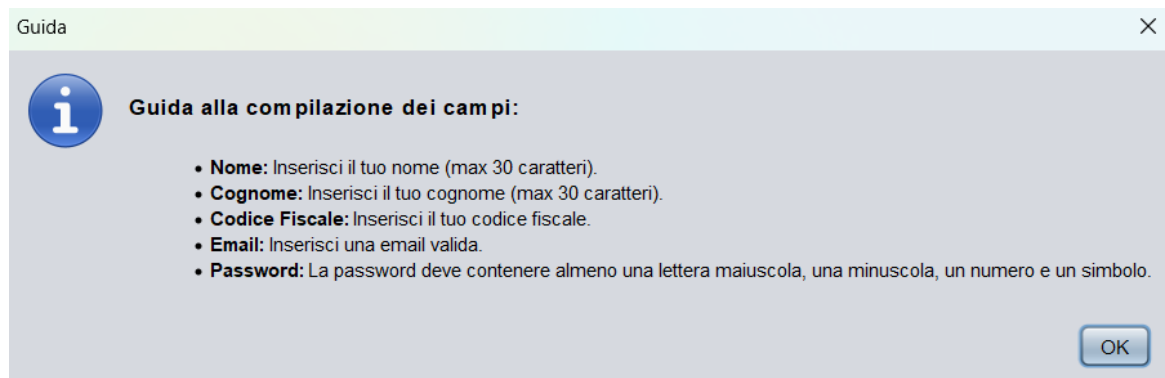 Guida
Guida alla compilazione dei campi:
• Nome: Inserisci il tuo nome (max 30 caratteri).
• Cognome: Inserisci il tuo cognome (max 30 caratteri).
• Codice Fiscale: Inserisci il tuo codice fiscale.
• Email: Inserisci una email valida.
• Password: La password deve contenere almeno una lettera maiuscola, una minuscola, un numero e un simbolo.
OK